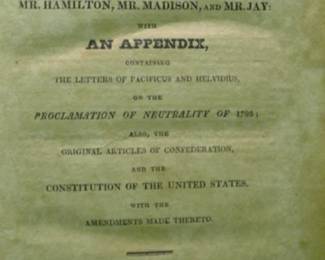 MR. HAMILTON, MR. MADISON, AND MR. JAY:
WITH
AN APPENDIX,
CONTAINING
THE LETTERS OF PACIFICUS AND HELVIDIUS,
ON THE
PROCLAMATION OF NEUTRALITY OF 1793;
ALSO, THE
ORIGINAL ARTICLES OF CONFEDERATION,
AND THE
CONSTITUTION OF THE UNITED STATES,
WITH THE
AMENDMENTS MADE THERETO.